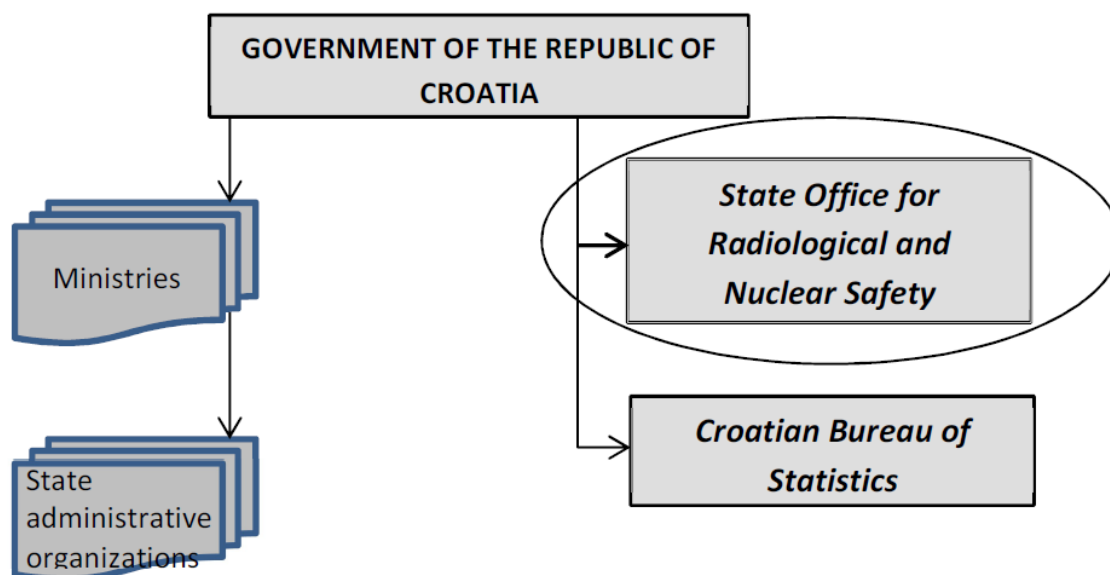 GOVERNMENT OF THE REPUBLIC OF
CROATIA
State Office for
Radiological and
Nuclear Safety
Ministries
Croatian Bureau of
Statistics
State
administrative
organizations